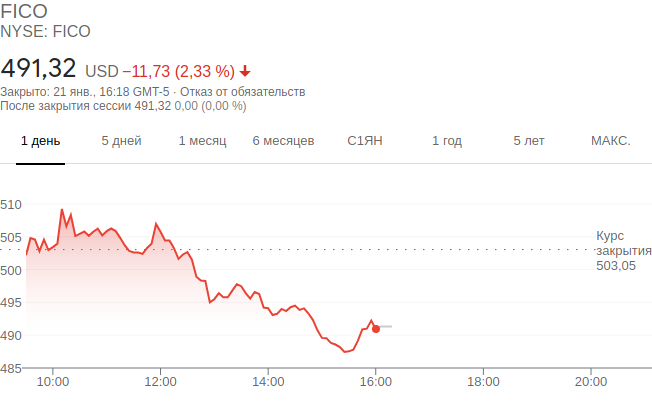 FICO
NYSE: FICO
491,32 USD −11,73 (2,33 %)
Закрыто: 21 янв., 16:18 GMT-5 · Отказ от обязательств
После закрытия сессии 491,32 0,00 (0,00 %)
1 день 5 дней 1 месяц 6 месяцев С1ЯН 1 год 5 лет МАКС.
510
505
500
495
490
485
Курс
закрытия
503,05
10:00 12:00 14:00 16:00 18:00 20:00